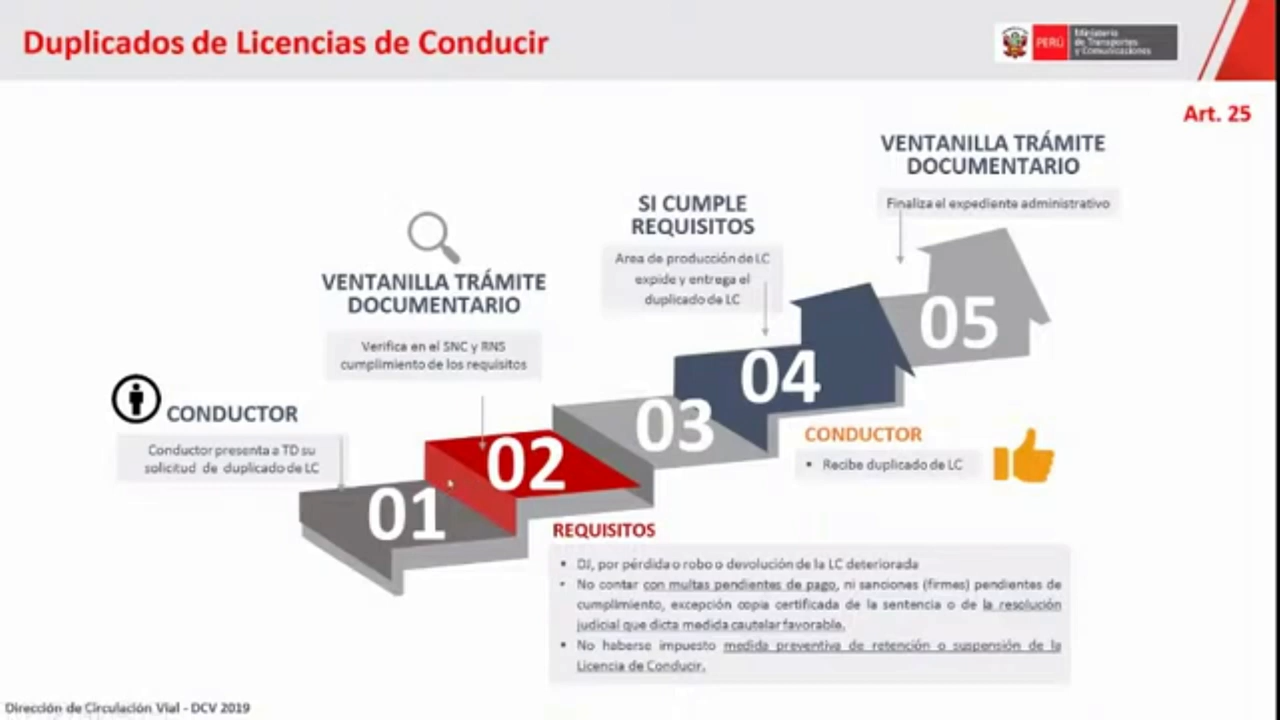 Duplicados de Licencias de Conducir
PERÚ
Ministerio
de Transportes
y Comunicaciones
Art. 25
VENTANILLA TRÁMITE
DOCUMENTARIO
Finaliza el expediente administrativo
SI CUMPLE
REQUISITOS
Area de producción de LC
expide y entrega el
duplicado de LC
VENTANILLA TRÁMITE
DOCUMENTARIO
Verifica en el SNC y RNS
cumplimiento de los requisitos
CONDUCTOR
Conductor presenta a TD su
solicitud de duplicado de LC
01
02
03
04
05
CONDUCTOR
• Recibe duplicado de LC
REQUISITOS
• DJ, por pérdida o robo o devolución de la LC deteriorada
• No contar con multas pendientes de pago, ni sanciones (firmes) pendientes de
cumplimiento, excepción copia certificada de la sentencia o de la resolución
judicial que dicta medida cautelar favorable.
• No haberse impuesto medida preventiva de retención o suspensión de la
Licencia de Conducir.
Dirección de Circulación Vial - DCV 2019